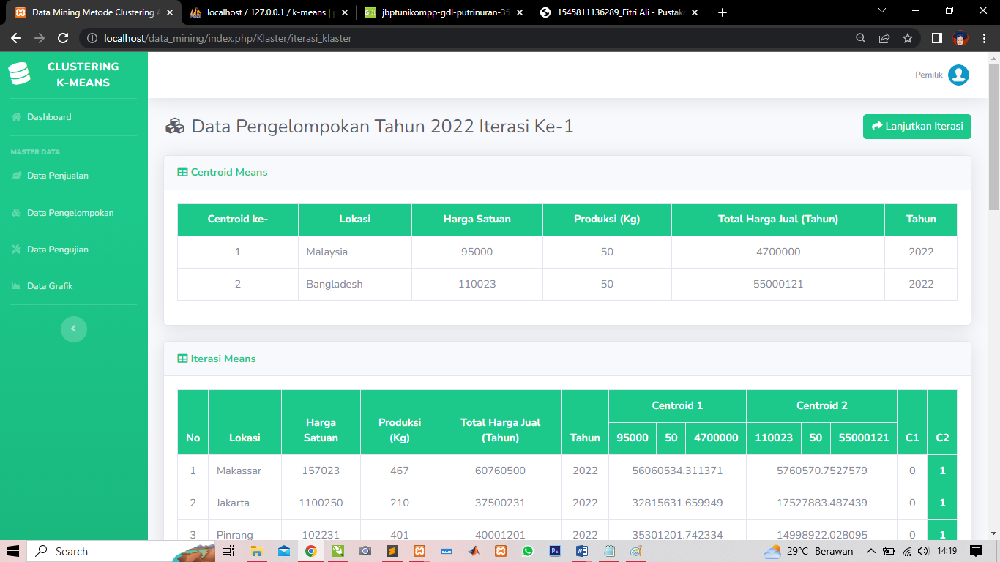 Data Mining Metode Clustering A
localhost / 127.0.0.1 / k-means | p
jbptunikompp-gdl-putrinuran-35
1545811136289_Fitri Ali - Pustaka
localhost/data_mining/index.php/Klaster/iterasi_klaster
CLUSTERING
K-MEANS
Pemilik
Dashboard
MASTER DATA
Data Penjualan
Data Pengelompokan
Data Pengujian
Data Grafik
Data Pengelompokan Tahun 2022 Iterasi Ke-1
Lanjutkan Iterasi
Centroid Means
Centroid ke- Lokasi Harga Satuan Produksi (Kg) Total Harga Jual (Tahun) Tahun
1 Malaysia 95000 50 4700000 2022
2 Bangladesh 110023 50 55000121 2022
Iterasi Means
No Lokasi Harga Satuan Produksi (Kg) Total Harga Jual (Tahun) Tahun Centroid 1 Centroid 2 C1 C2
95000 50 4700000 110023 50 55000121
1 Makassar 157023 467 60760500 2022 56060534.311371 5760570.7527579 0 1
2 Jakarta 1100250 210 37500231 2022 32815631.659949 17527883.487439 0 1
3 Pinrang 102231 401 40001201 2022 35301201.742334 14998922.028095 0 1
Search
29°C Berawan
14:19